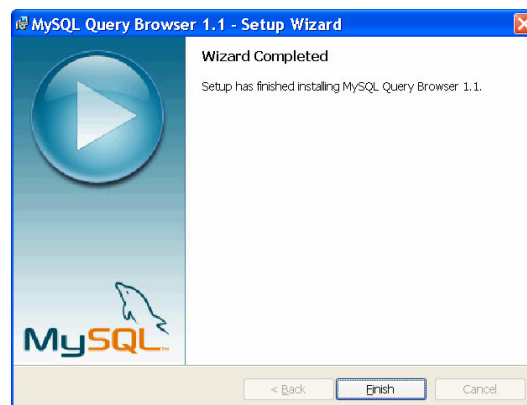 MySQL Query Browser 1.1 - Setup Wizard
Wizard Completed
Setup has finished installing MySQL Query Browser 1.1.
MySQL
< Back
Finish
Cancel